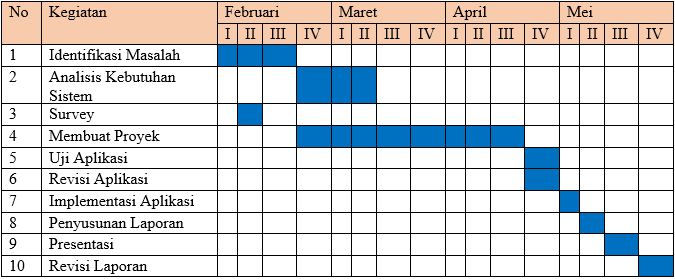 No Kegiatan Februari Maret April Mei
I II III IV I II III IV I II III IV I II III IV
1 Identifikasi Masalah
2 Analisis Kebutuhan
Sistem
3 Survey
4 Membuat Proyek
5 Uji Aplikasi
6 Revisi Aplikasi
7 Implementasi Aplikasi
8 Penyusunan Laporan
9 Presentasi
10 Revisi Laporan